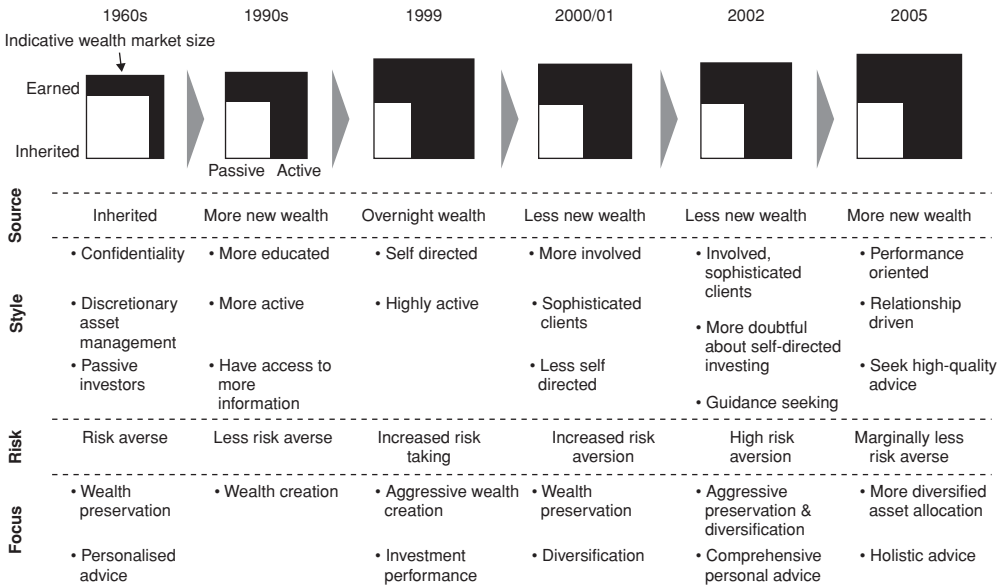 1960s
1990s
1999
2000/01
2002
2005
Indicative wealth market size
Earned
Inherited
Passive
Active
Source
Inherited
More new wealth
Overnight wealth
Less new wealth
Less new wealth
More new wealth
Style
• Confidentiality
• Discretionary
asset
management
• Passive
investors
• More educated
• More active
• Have access to
more
information
• Self directed
• Highly active
• More involved
• Sophisticated
clients
• Less self
directed
• Involved,
sophisticated
clients
• More doubtful
about self-directed
investing
• Guidance seeking
• Performance
oriented
• Relationship
driven
• Seek high-quality
advice
Risk
Risk averse
Less risk averse
Increased risk
taking
Increased risk
aversion
High risk
aversion
Marginally less
risk averse
Focus
• Wealth
preservation
• Personalised
advice
• Wealth creation
• Aggressive wealth
creation
• Investment
performance
• Wealth
preservation
• Diversification
• Aggressive
preservation &
diversification
• Comprehensive
personal advice
• More diversified
asset allocation
• Holistic advice